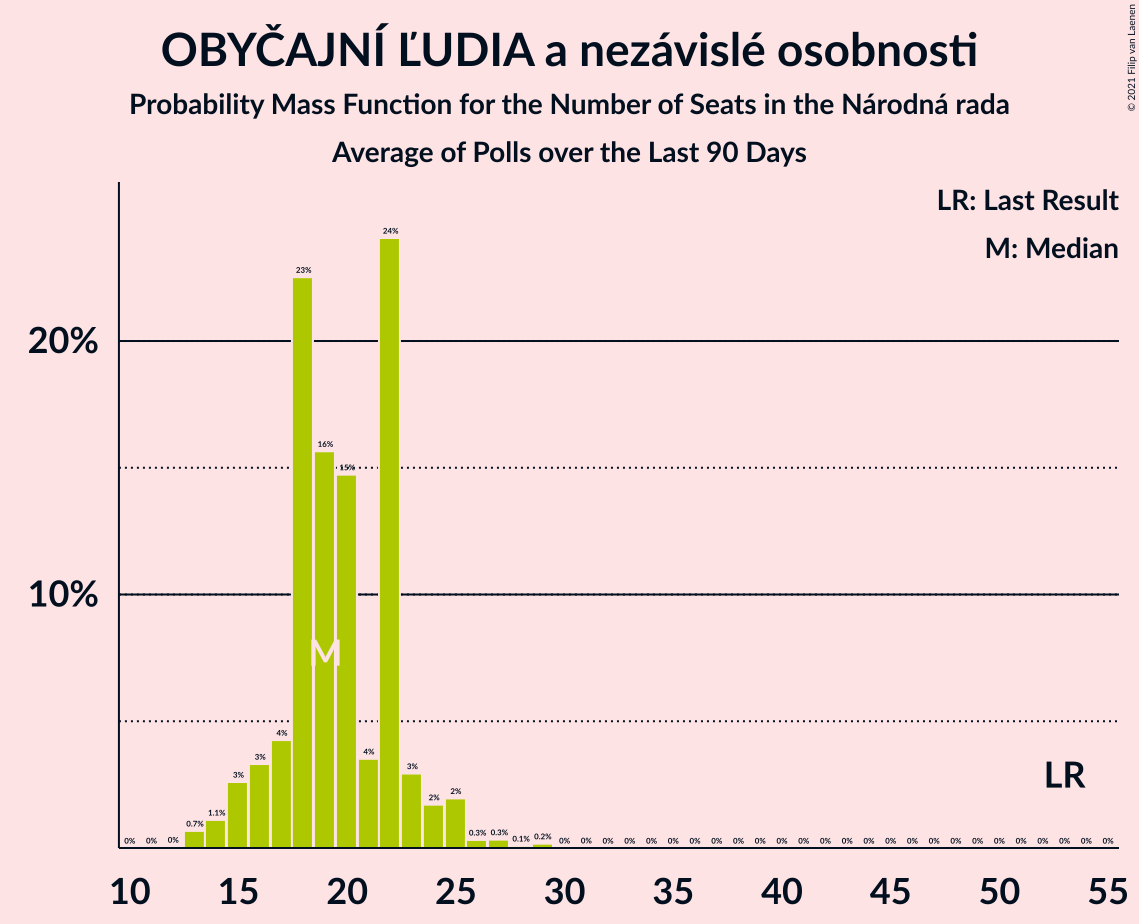 OBYČAJNÍ ĽUDIA a nezávislé osobnosti
Probability Mass Function for the Number of Seats in the Národná rada
Average of Polls over the Last 90 Days
© 2021 Filip van Laenen
LR: Last Result
M: Median
20%
10%
0% 0% 0% 0.7% 1.1% 3% 3% 4% 23% 16% 15% 4% 24% 3% 2% 2% 0.3% 0.3% 0.1% 0.2% 0% 0% 0% 0% 0% 0% 0% 0% 0% 0% 0% 0% 0% 0% 0% 0% 0% 0% 0% 0% 0% 0% 0% 0% 0% 0%
M
LR
10 15 20 25 30 35 40 45 50 55